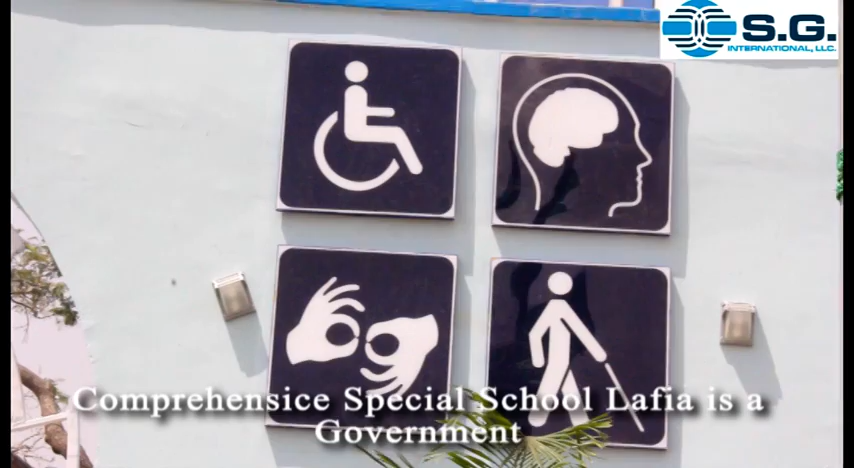 S.G.
INTERNATIONAL, LLC.
Comprehensice Special School Lafia is a
Government